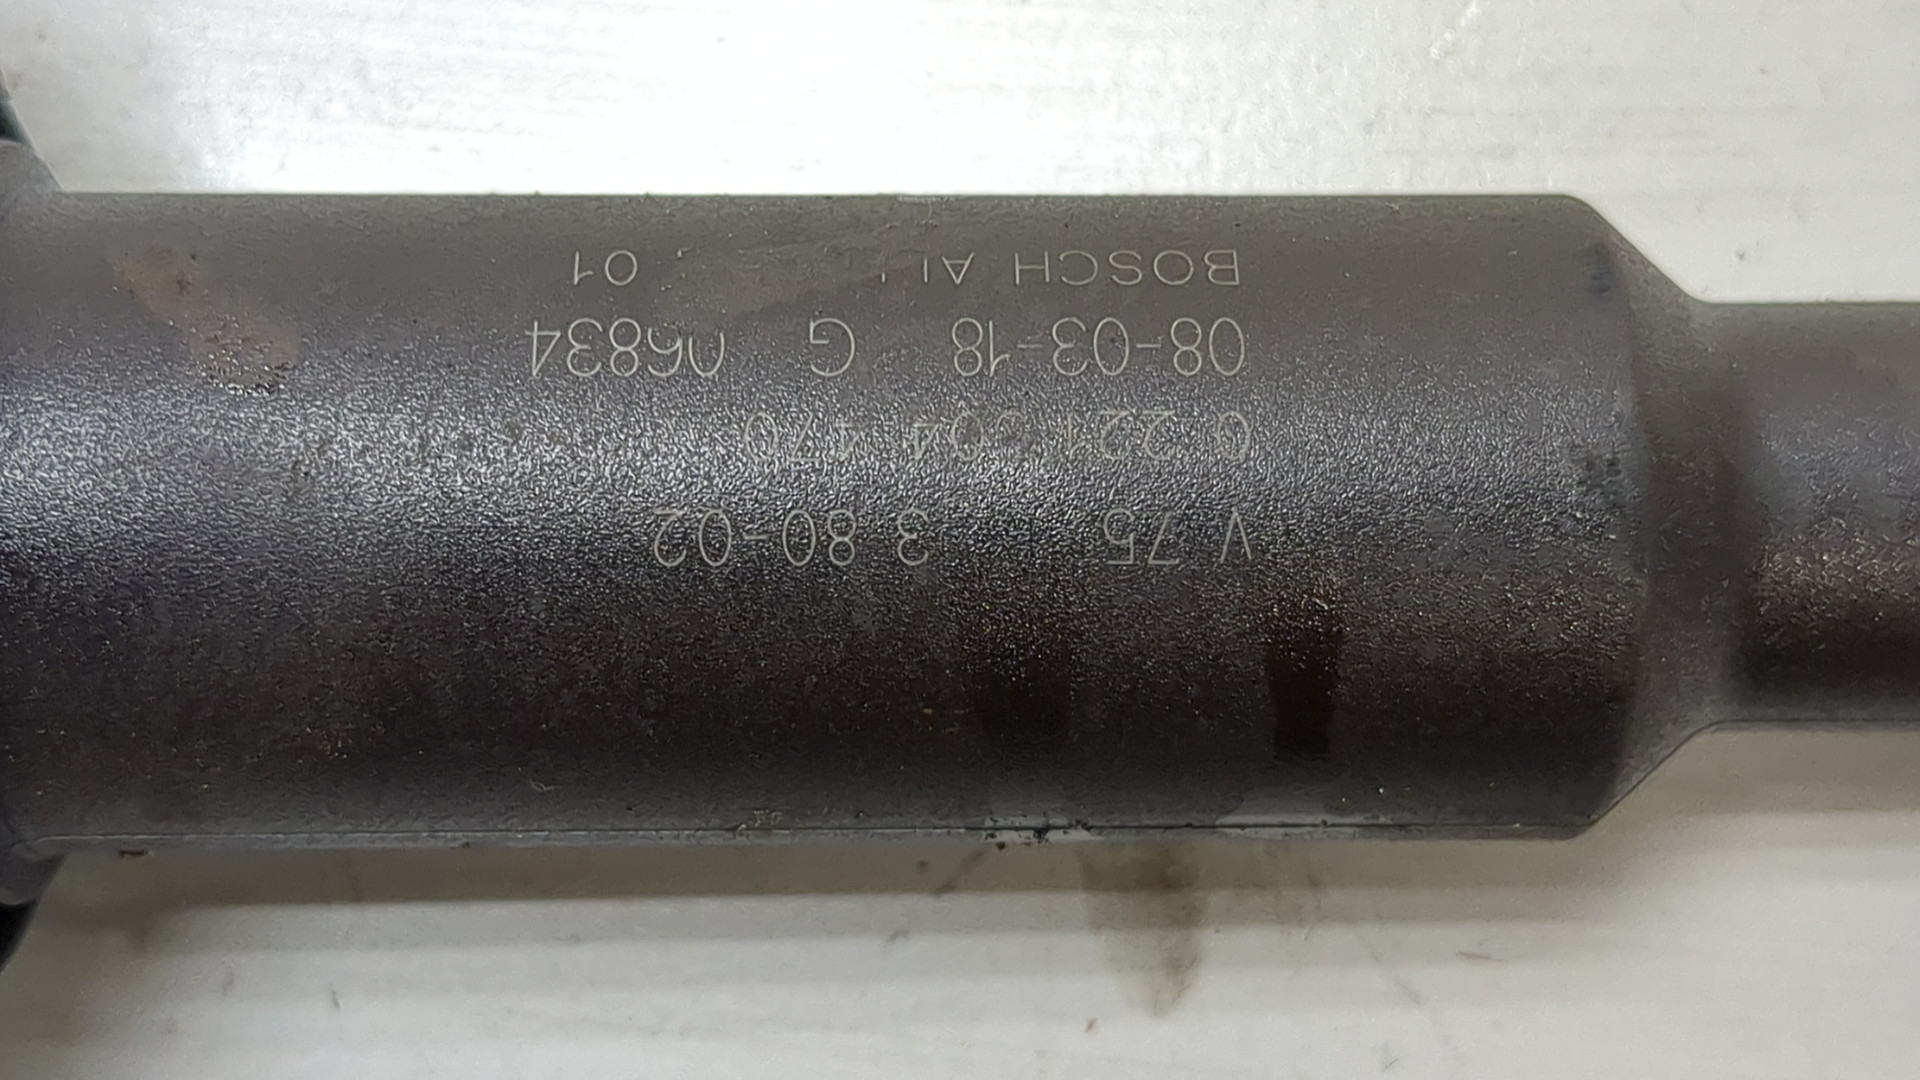 V 75 3 80-02
0 221 504 470
08-03-18 G 06834
BOSCH 01